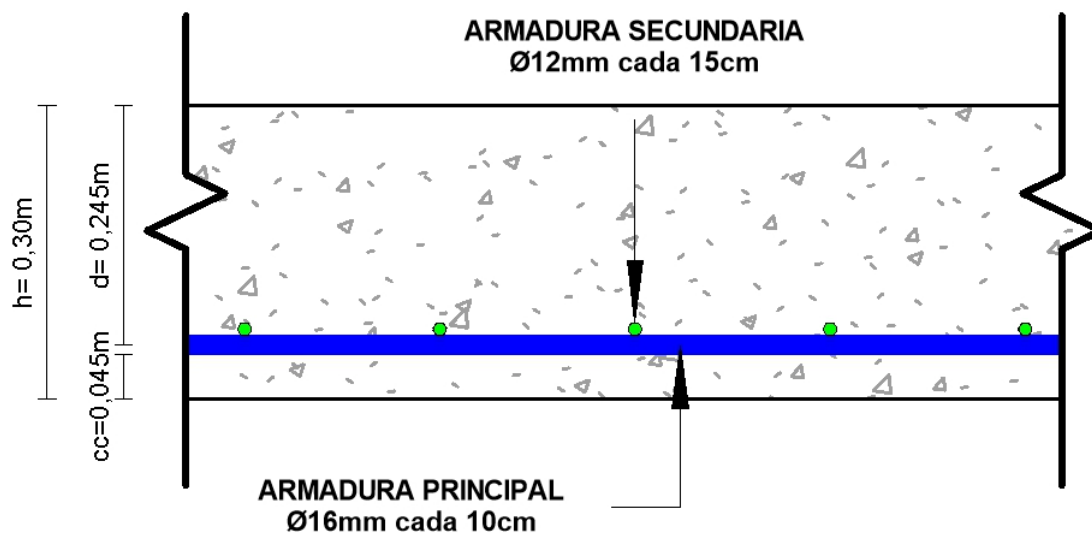 ARMADURA SECUNDARIA
Ø12mm cada 15cm
h= 0,30m
d= 0,245m
cc=0,045m
ARMADURA PRINCIPAL
Ø16mm cada 10cm